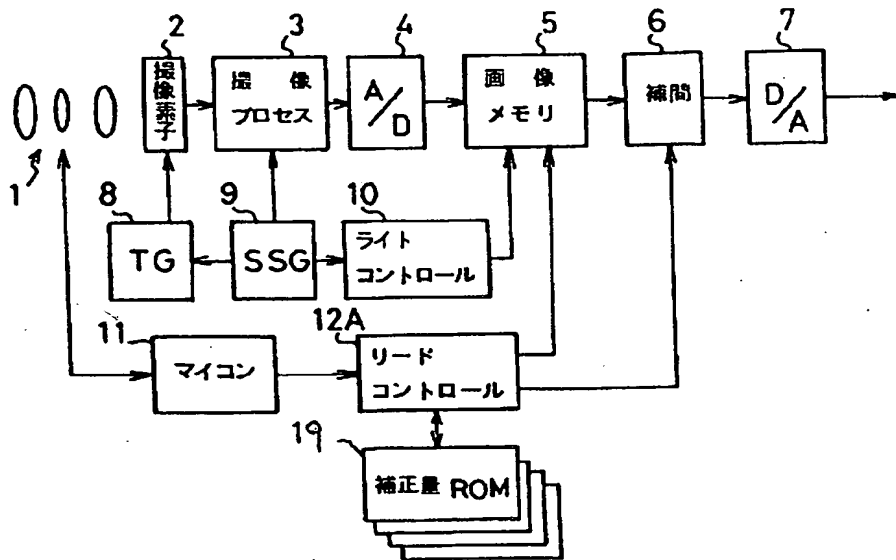 2
3
4
5
6
7
撮像素子
撮像
プロセス
A/D
画像
メモリ
補間
D/A
1
8
9
10
TG
SSG
ライト
コントロール
11
12A
マイコン
リード
コントロール
19
補正量 ROM